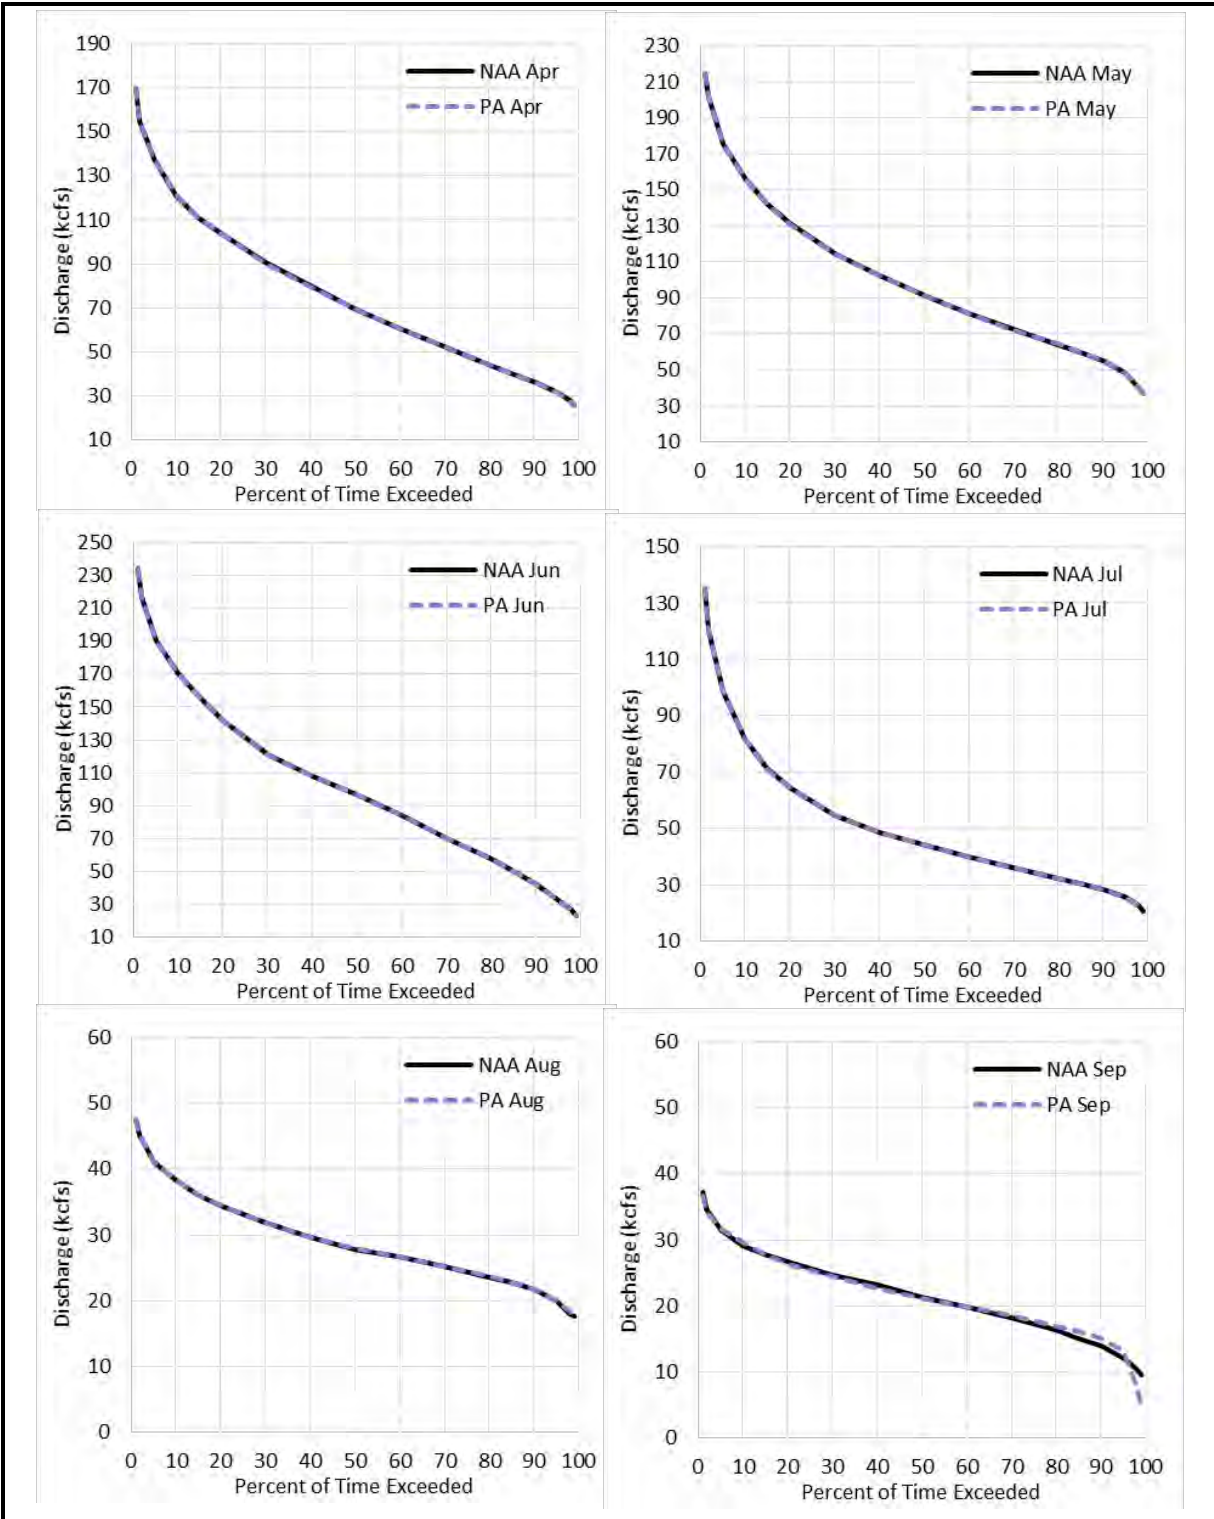 190
170
150
130
110
90
70
50
30
10
Discharge (kcfs)
NAA Apr
PA Apr
0 10 20 30 40 50 60 70 80 90 100
Percent of Time Exceeded
230
210
190
170
150
130
110
90
70
50
30
10
Discharge (kcfs)
NAA May
PA May
0 10 20 30 40 50 60 70 80 90 100
Percent of Time Exceeded
250
230
210
190
170
150
130
110
90
70
50
30
10
Discharge (kcfs)
NAA Jun
PA Jun
0 10 20 30 40 50 60 70 80 90 100
Percent of Time Exceeded
150
130
110
90
70
50
30
10
Discharge (kcfs)
NAA Jul
PA Jul
0 10 20 30 40 50 60 70 80 90 100
Percent of Time Exceeded
60
50
40
30
20
10
0
Discharge (kcfs)
NAA Aug
PA Aug
0 10 20 30 40 50 60 70 80 90 100
Percent of Time Exceeded
60
50
40
30
20
10
0
Discharge (kcfs)
NAA Sep
PA Sep
0 10 20 30 40 50 60 70 80 90 100
Percent of Time Exceeded